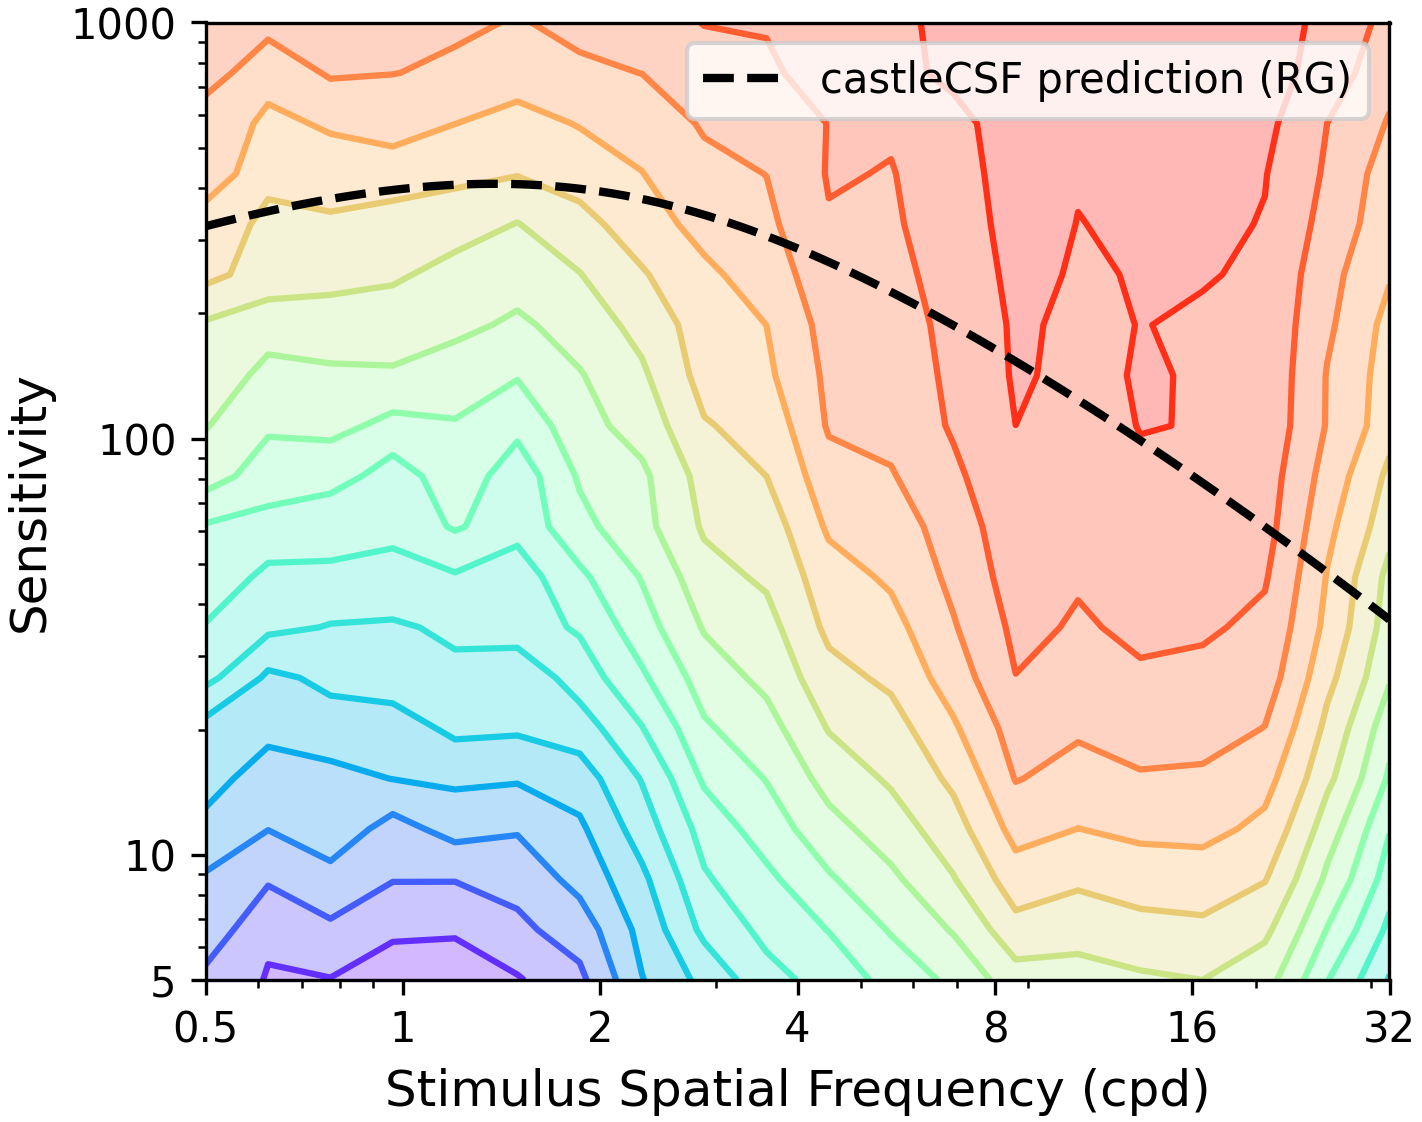 1000
castleCSF prediction (RG)
Sensitivity
100
10
5
0.5 1 2 4 8 16 32
Stimulus Spatial Frequency (cpd)